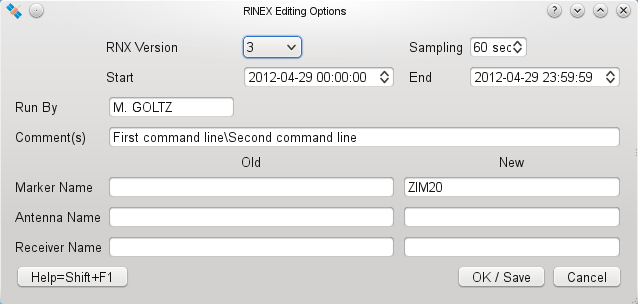 RINEX Editing Options
RNX Version 3 Sampling 60 sec
Start 2012-04-29 00:00:00 End 2012-04-29 23:59:59
Run By M. GOLTZ
Comment(s) First command line\Second command line
Old New
Marker Name ZIM20
Antenna Name
Receiver Name
Help=Shift+F1 OK / Save Cancel